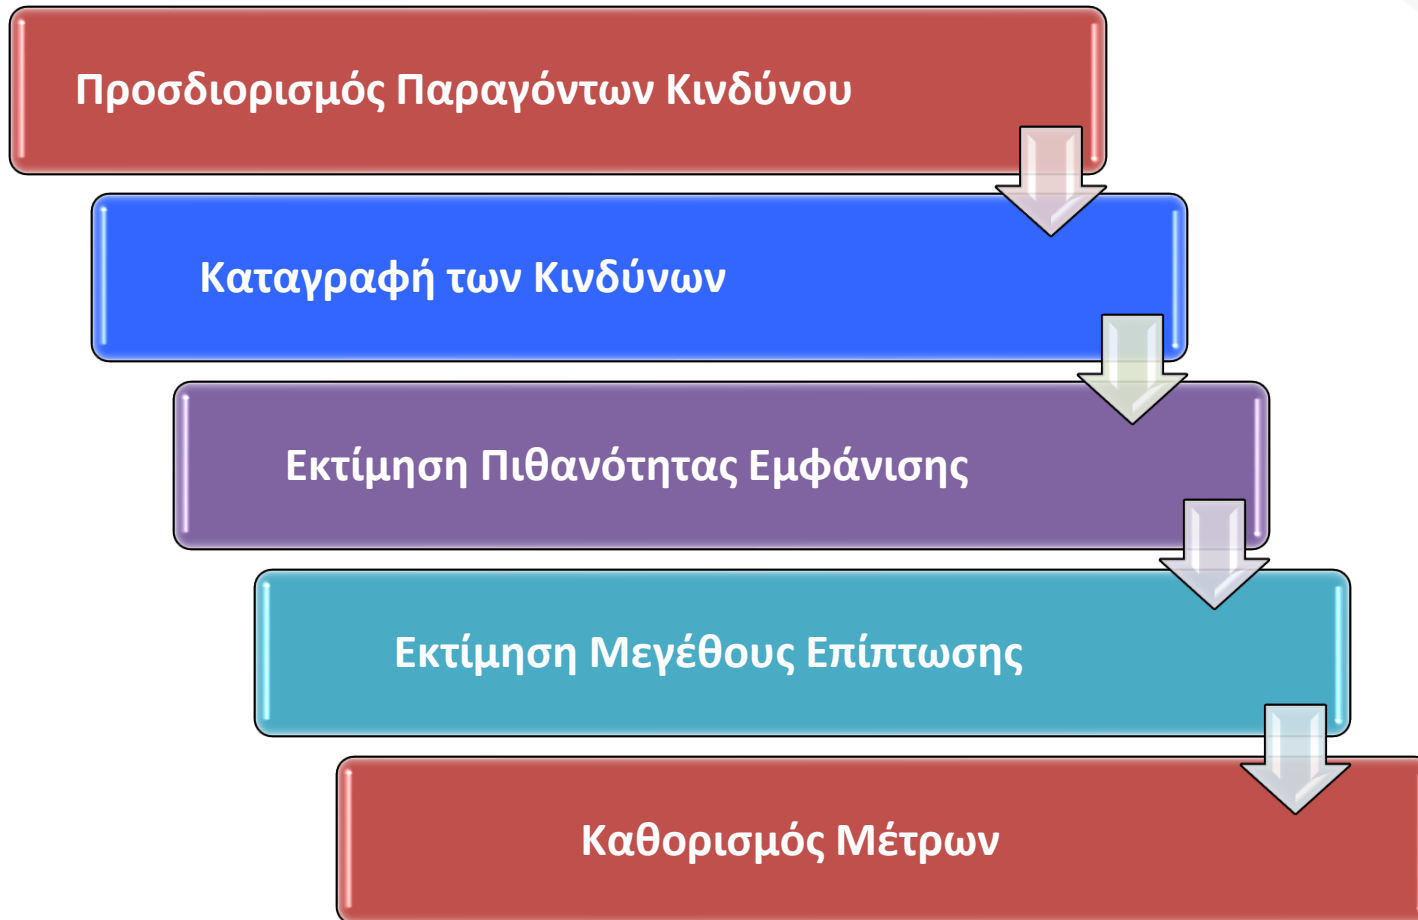 Προσδιορισμός Παραγόντων Κινδύνου
Καταγραφή των Κινδύνων
Εκτίμηση Πιθανότητας Εμφάνισης
Εκτίμηση Μεγέθους Επίπτωσης
Καθορισμός Μέτρων